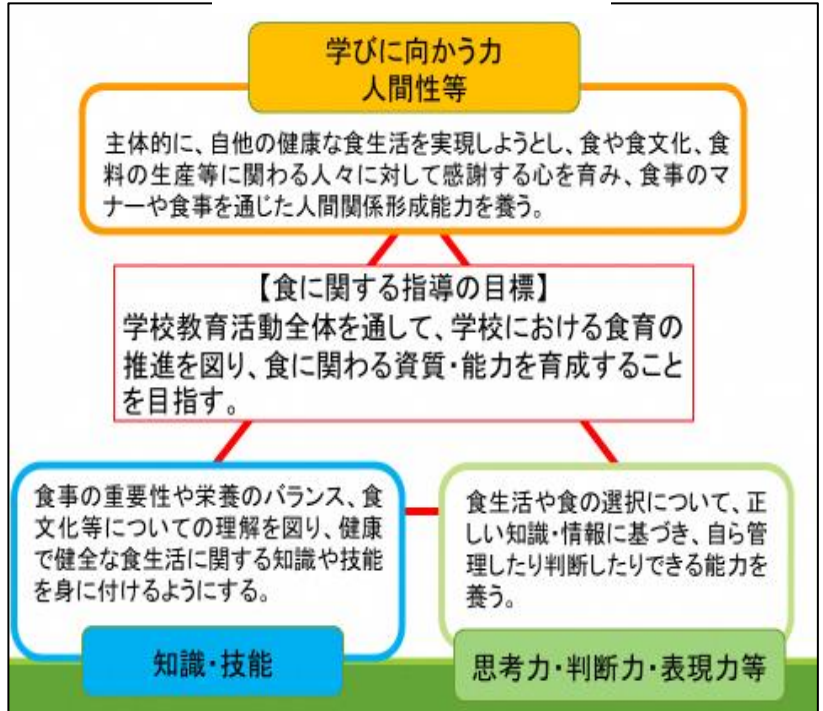 学びに向かう力
人間性等
主体的に、自他の健康な食生活を実現しようとし、食や食文化、食
料の生産等に関わる人々に対して感謝する心を育み、食事のマ
ナーや食事を通じた人間関係形成能力を養う。
【食に関する指導の目標】
学校教育活動全体を通して、学校における食育の
推進を図り、食に関わる資質・能力を育成すること
を目指す。
食事の重要性や栄養のバランス、食
文化等についての理解を図り、健康
で健全な食生活に関する知識や技能
を身に付けるようにする。
知識・技能
食生活や食の選択について、正
しい知識・情報に基づき、自ら管
理したり判断したりできる能力を
養う。
思考力・判断力・表現力等